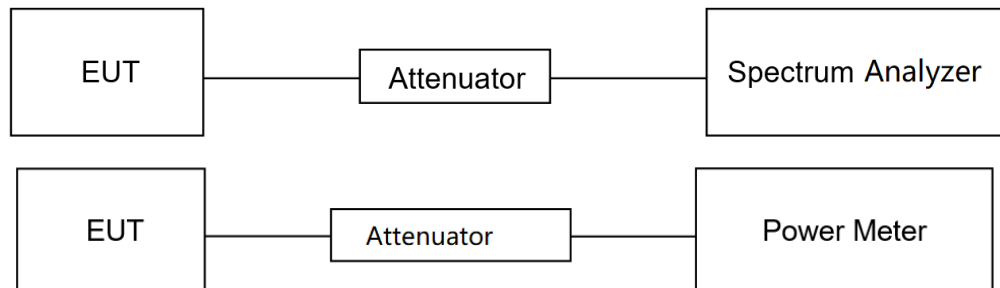 EUT
Attenuator
Spectrum Analyzer
EUT
Attenuator
Power Meter